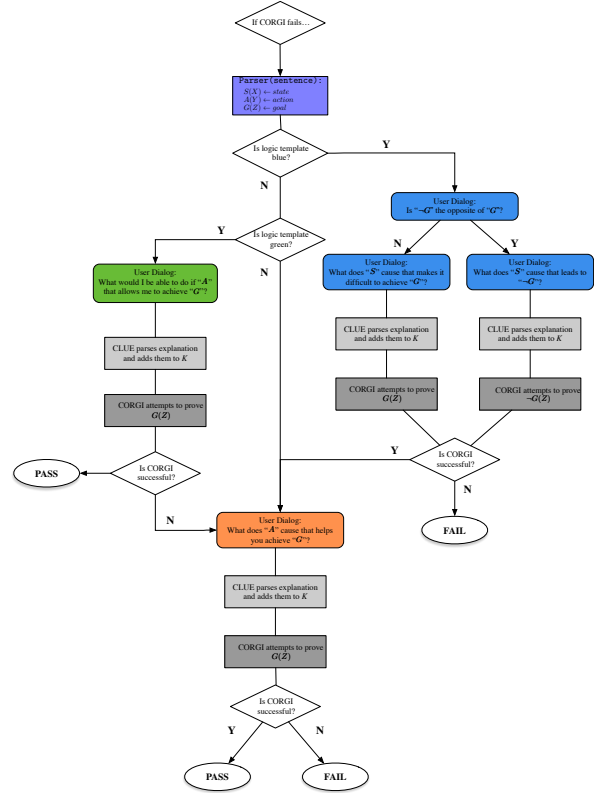 If CORGI fails…
Parser(sentence):
S(X) ← state
A(Y) ← action
G(Z) ← goal
Is logic template
blue?
Y
N
User Dialog:
Is “¬G” the opposite of “G”?
Is logic template
green?
Y
N
N
Y
User Dialog:
What would I be able to do if “A”
that allows me to achieve “G”?
User Dialog:
What does “S” cause that makes it
difficult to achieve “G”?
User Dialog:
What does “S” cause that leads to
“¬G”?
CLUE parses explanation
and adds them to K
CLUE parses explanation
and adds them to K
CLUE parses explanation
and adds them to K
CORGI attempts to prove
G(Z)
CORGI attempts to prove
G(Z)
CORGI attempts to prove
¬G(Z)
PASS
Is CORGI
successful?
Y
Is CORGI
successful?
N
N
FAIL
User Dialog:
What does “A” cause that helps
you achieve “G”?
CLUE parses explanation
and adds them to K
CORGI attempts to prove
G(Z)
Is CORGI
successful?
Y
N
PASS
FAIL